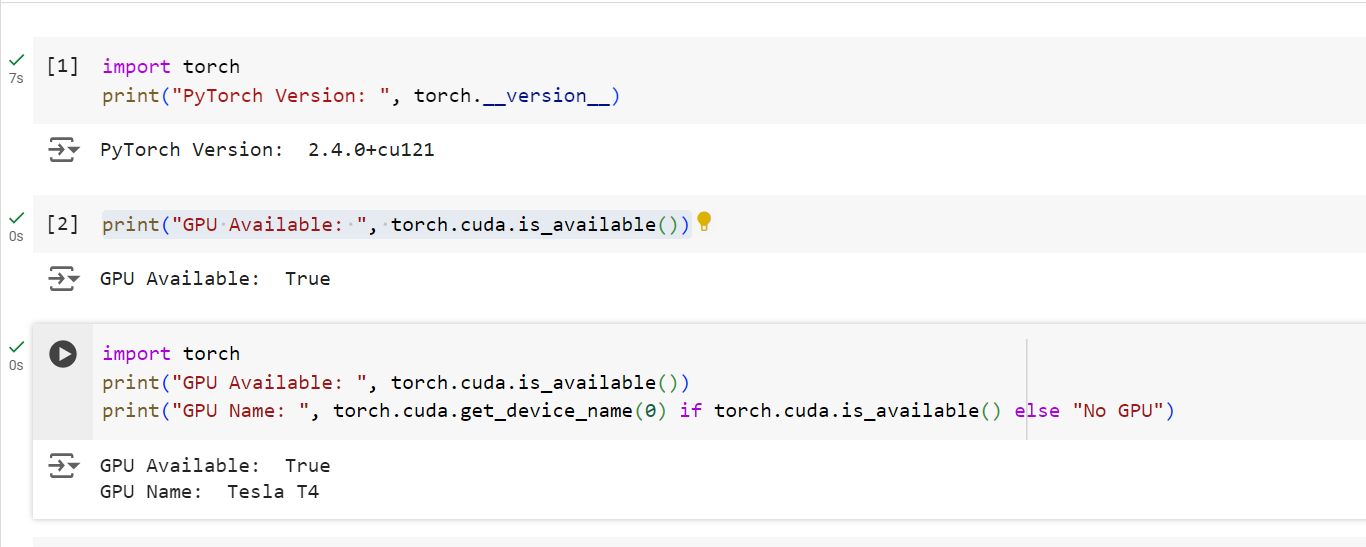 [1] import torch
print("PyTorch Version: ", torch.__version__)
7s
PyTorch Version:  2.4.0+cu121
[2] print("GPU Available: ", torch.cuda.is_available())
0s
GPU Available:  True
import torch
0s
print("GPU Available: ", torch.cuda.is_available())
print("GPU Name: ", torch.cuda.get_device_name(0) if torch.cuda.is_available() else "No GPU")
GPU Available:  True
GPU Name:  Tesla T4